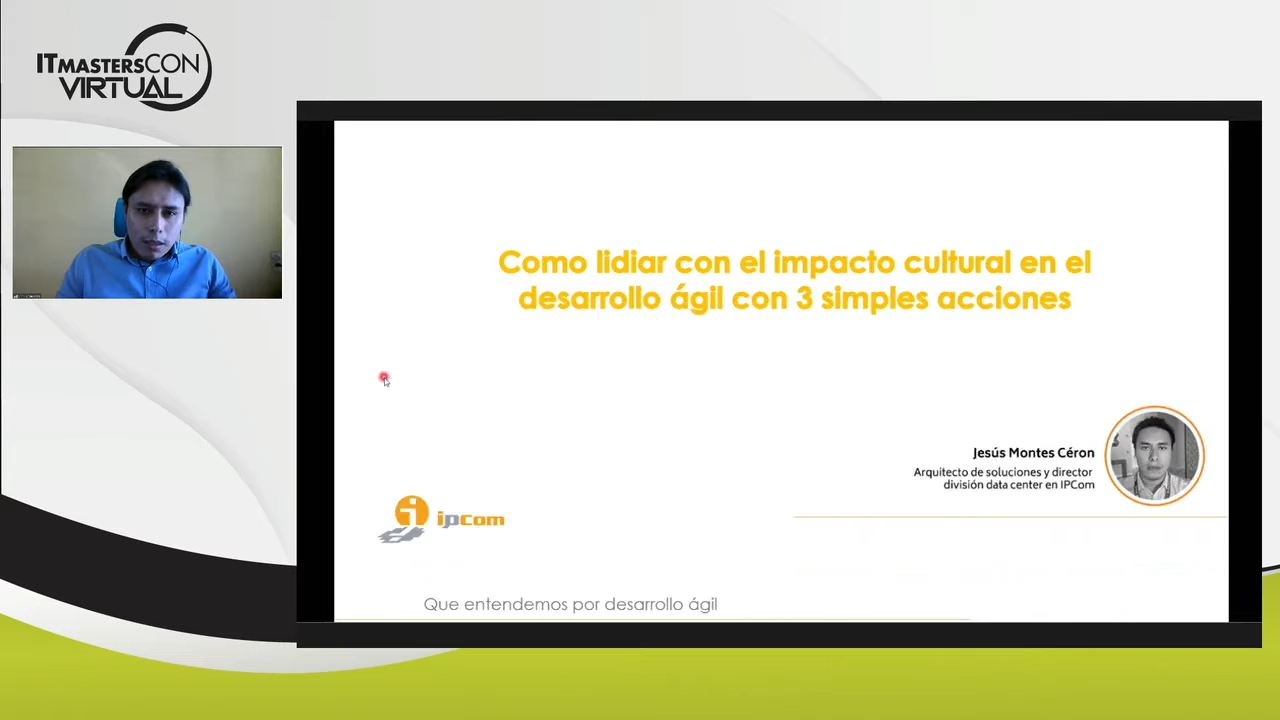 ITMASTERSCON
VIRTUAL
Como lidiar con el impacto cultural en el
desarrollo ágil con 3 simples acciones
Jesús Montes Céron
Arquitecto de soluciones y director
división data center en IPCom
ipcom
Que entendemos por desarrollo ágil